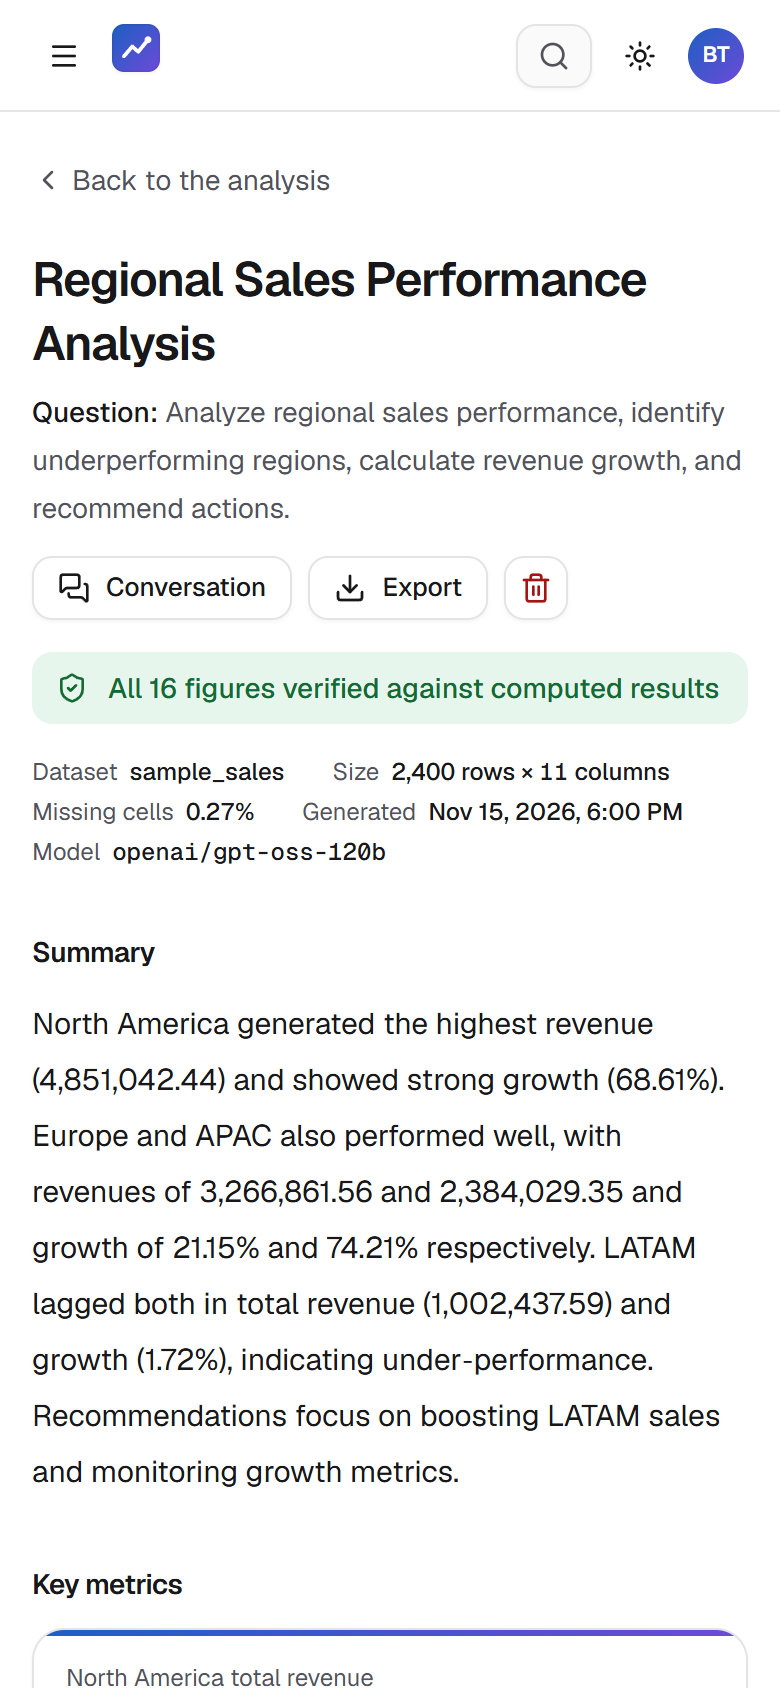 BT
Back to the analysis
Regional Sales Performance
Analysis
Question: Analyze regional sales performance, identify
underperforming regions, calculate revenue growth, and
recommend actions.
Conversation
Export
All 16 figures verified against computed results
Dataset sample_sales Size 2,400 rows × 11 columns
Missing cells 0.27% Generated Nov 15, 2026, 6:00 PM
Model openai/gpt-oss-120b
Summary
North America generated the highest revenue
(4,851,042.44) and showed strong growth (68.61%).
Europe and APAC also performed well, with
revenues of 3,266,861.56 and 2,384,029.35 and
growth of 21.15% and 74.21% respectively. LATAM
lagged both in total revenue (1,002,437.59) and
growth (1.72%), indicating under-performance.
Recommendations focus on boosting LATAM sales
and monitoring growth metrics.
Key metrics
North America total revenue